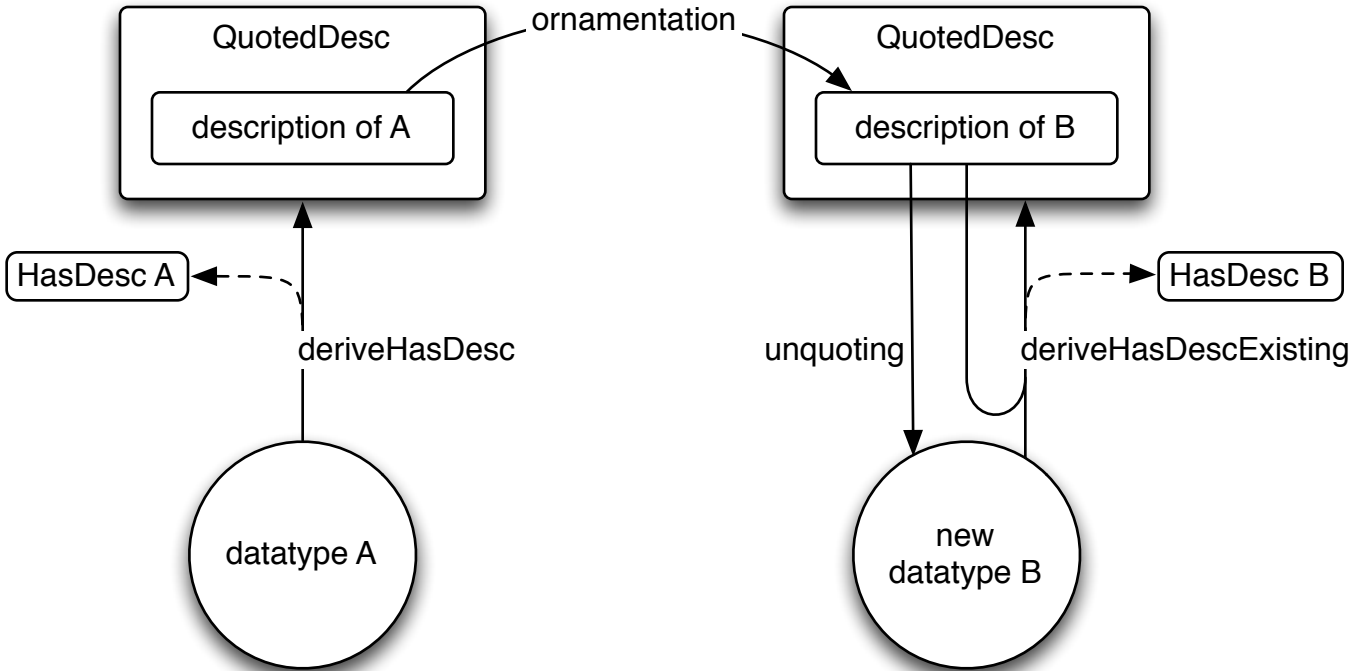 ornamentation
QuotedDesc
QuotedDesc
description of A
description of B
HasDesc A
HasDesc B
deriveHasDesc
unquoting
deriveHasDescExisting
datatype A
new
datatype B